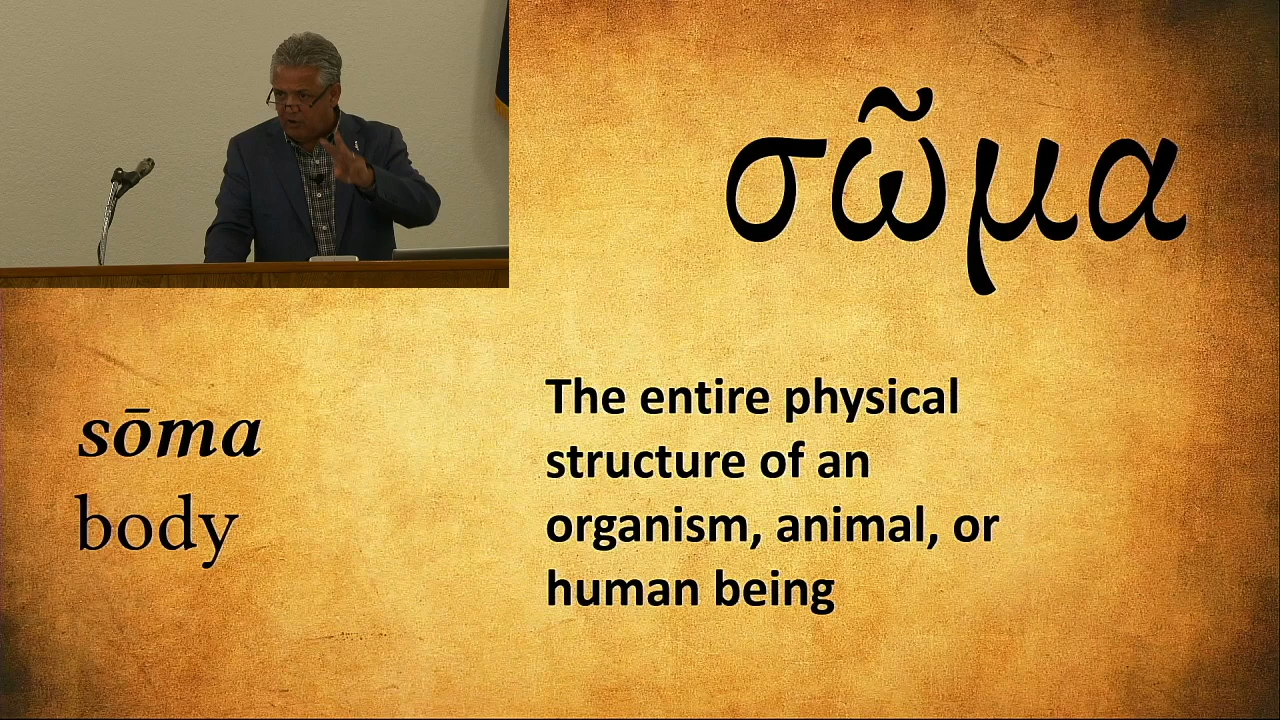 σῶμα
sōma
body
The entire physical
structure of an
organism, animal, or
human being